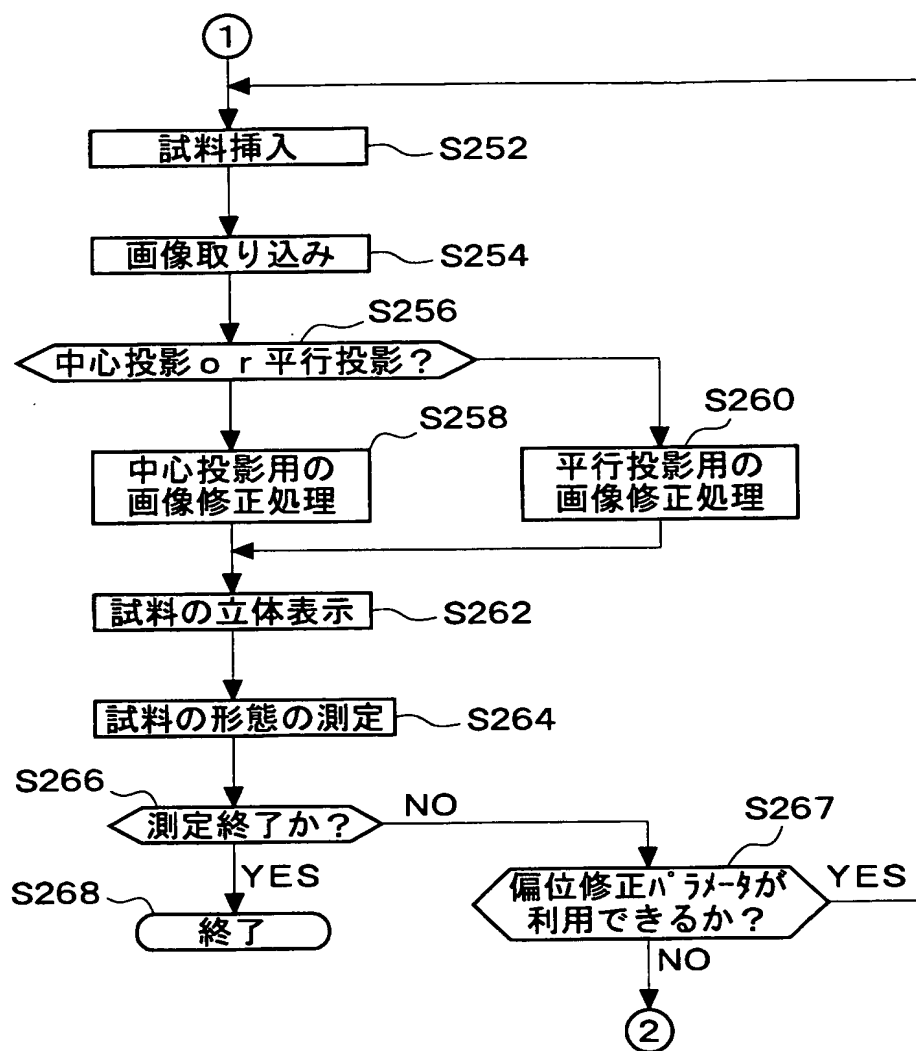 1
試料挿入
S252
画像取り込み
S254
S256
中心投影or平行投影?
S258
中心投影用の
画像修正処理
S260
平行投影用の
画像修正処理
試料の立体表示
S262
試料の形態の測定
S264
S266
測定終了か?
NO
YES
S268
終了
S267
偏位修正パラメータが
利用できるか?
YES
NO
2